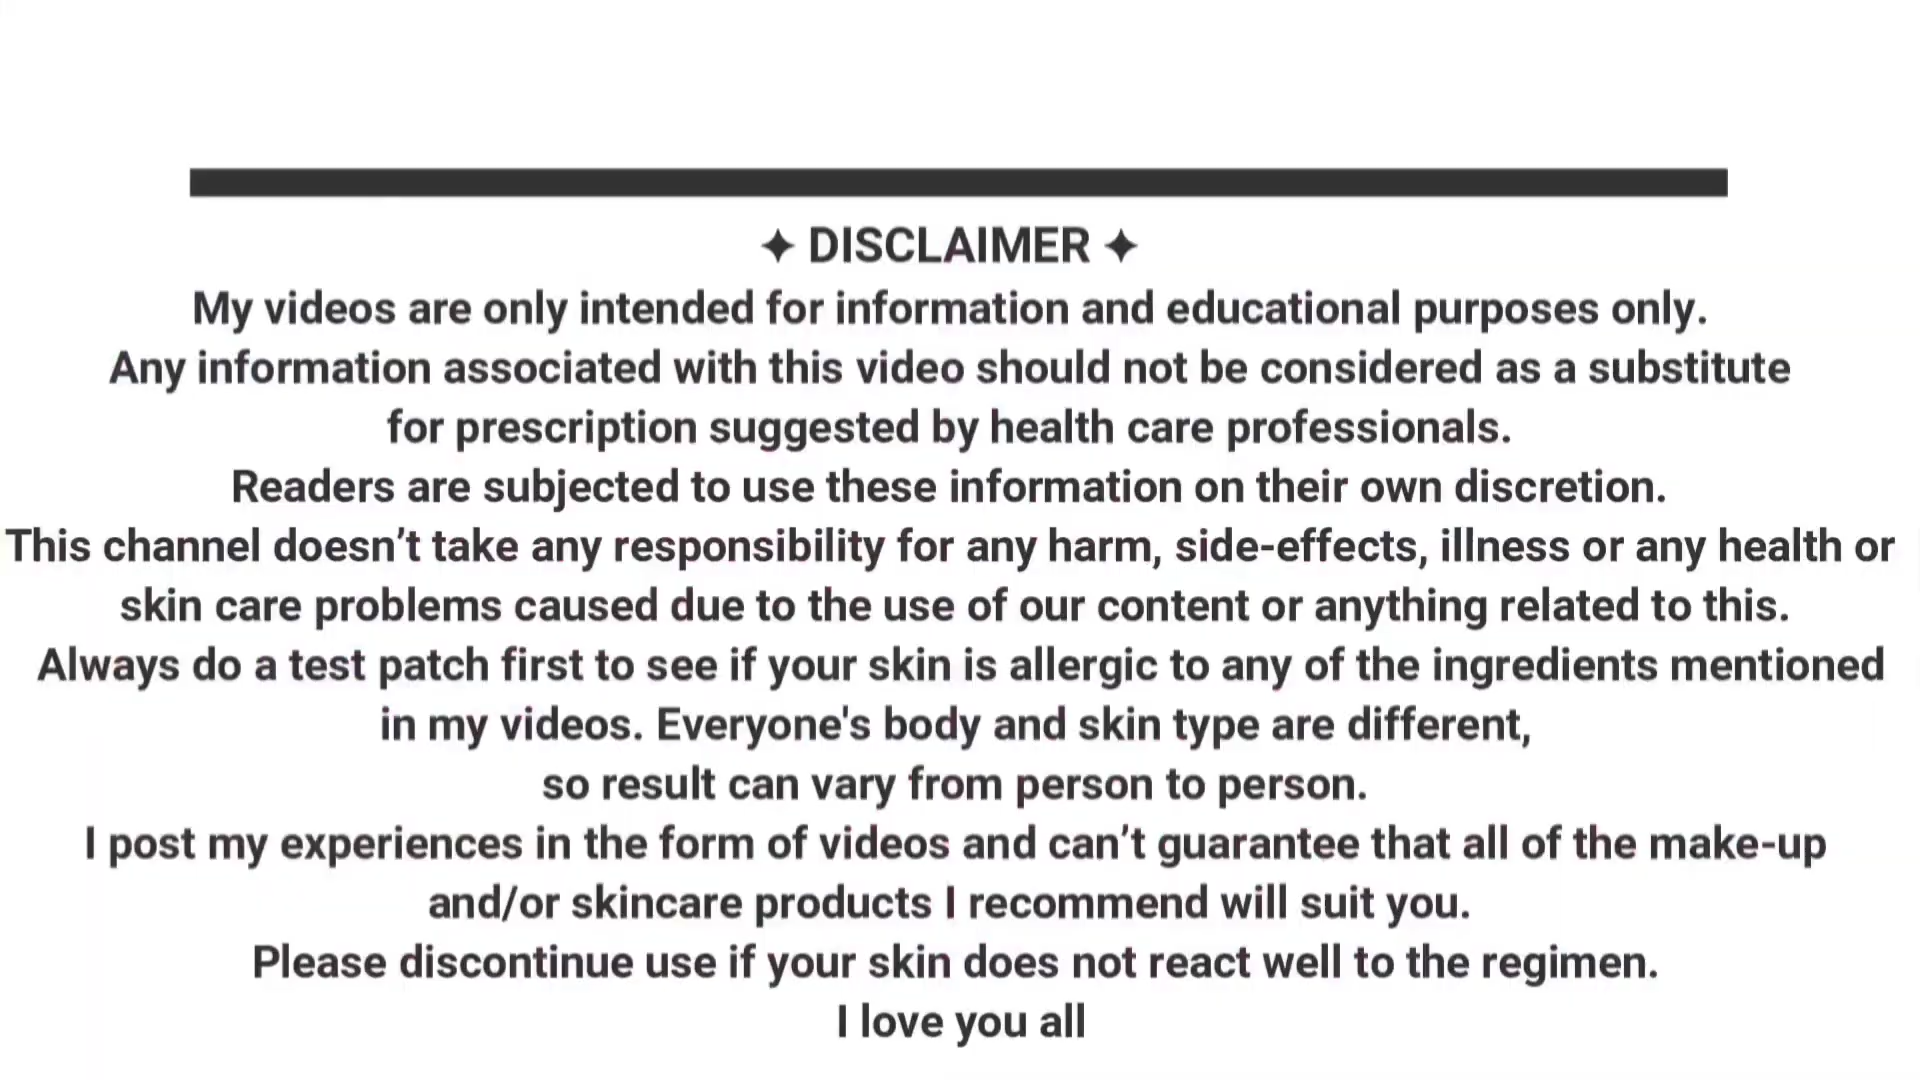 ✦ DISCLAIMER ✦
My videos are only intended for information and educational purposes only.
Any information associated with this video should not be considered as a substitute
for prescription suggested by health care professionals.
Readers are subjected to use these information on their own discretion.
This channel doesn’t take any responsibility for any harm, side-effects, illness or any health or
skin care problems caused due to the use of our content or anything related to this.
Always do a test patch first to see if your skin is allergic to any of the ingredients mentioned
in my videos. Everyone's body and skin type are different,
so result can vary from person to person.
I post my experiences in the form of videos and can’t guarantee that all of the make-up
and/or skincare products I recommend will suit you.
Please discontinue use if your skin does not react well to the regimen.
I love you all